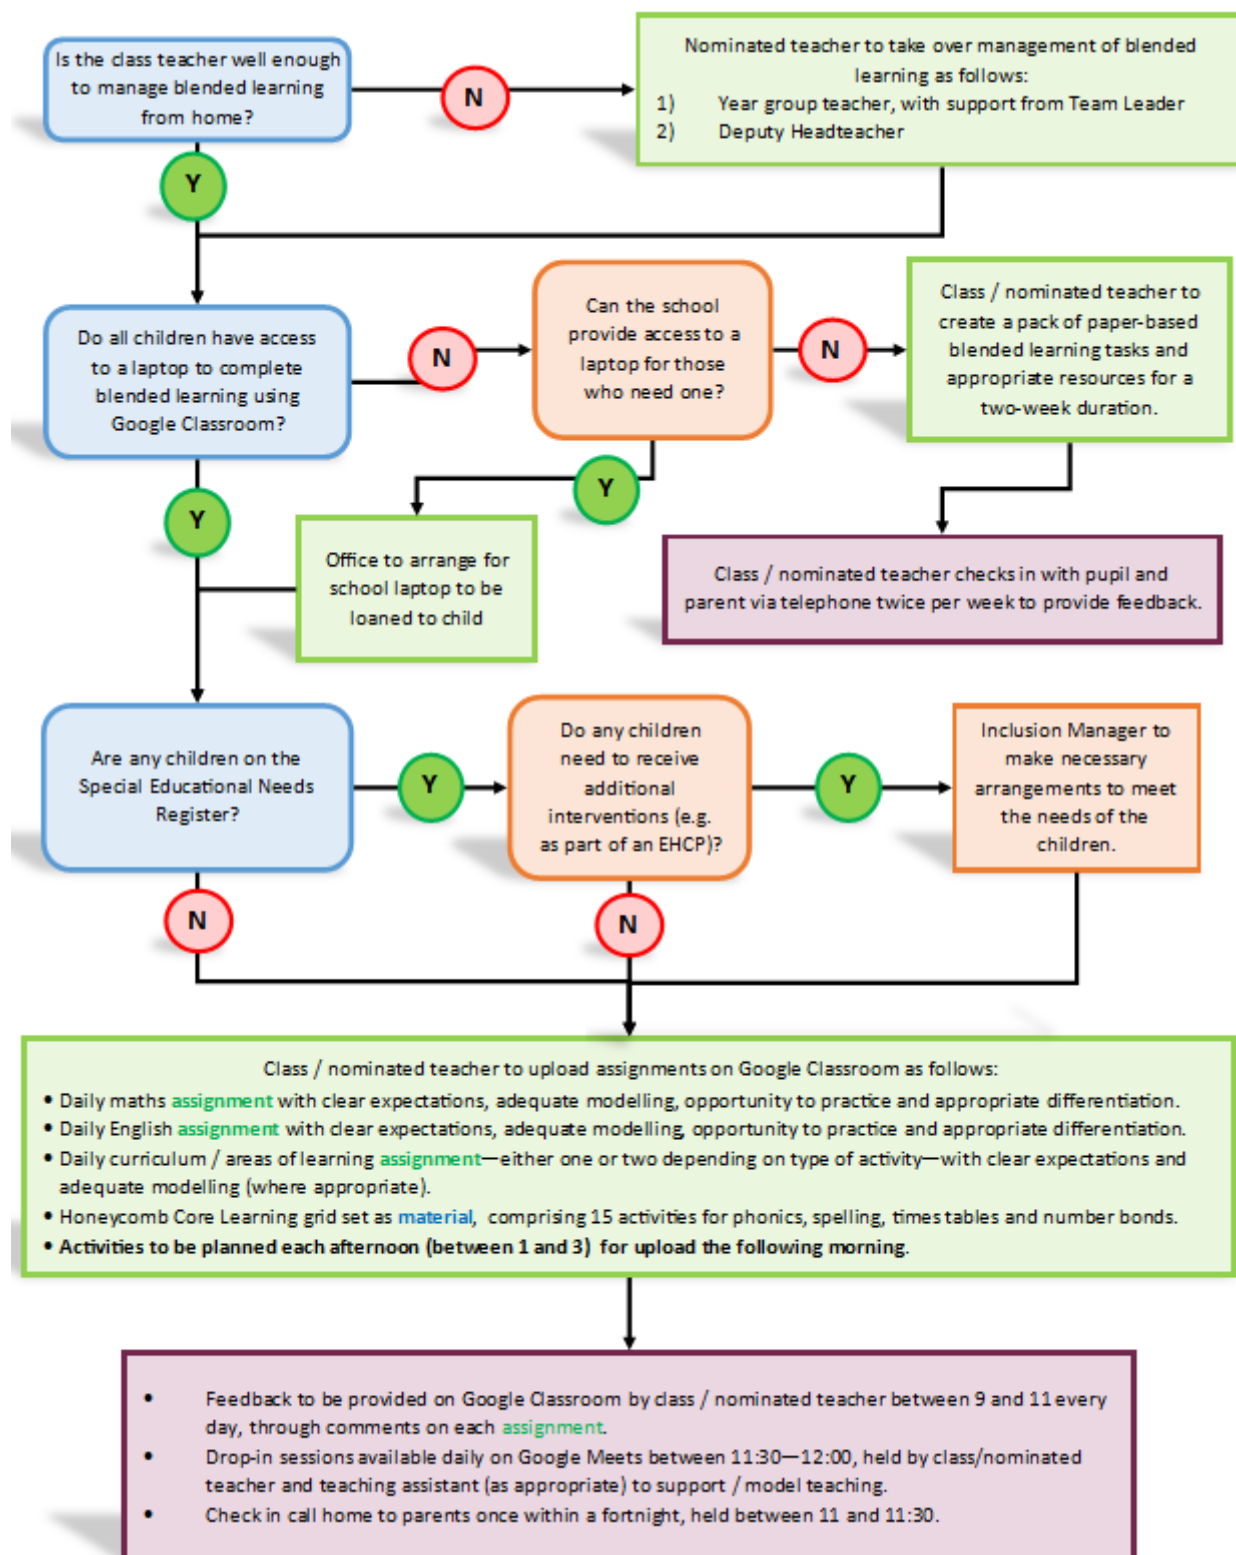 Is the class teacher well enough
to manage blended learning
from home?
N
Nominated teacher to take over management of blended
learning as follows:
1) Year group teacher, with support from Team Leader
2) Deputy Headteacher
Y
Do all children have access
to a laptop to complete
blended learning using
Google Classroom?
N
Can the school
provide access to a
laptop for those
who need one?
N
Class / nominated teacher to
create a pack of paper-based
blended learning tasks and
appropriate resources for a
two-week duration.
Y
Y
Office to arrange for
school laptop to be
loaned to child
Class / nominated teacher checks in with pupil and
parent via telephone twice per week to provide feedback.
Are any children on the
Special Educational Needs
Register?
Y
Do any children
need to receive
additional
interventions (e.g.
as part of an EHCP)?
Y
Inclusion Manager to
make necessary
arrangements to meet
the needs of the
children.
N
N
Class / nominated teacher to upload assignments on Google Classroom as follows:
• Daily maths assignment with clear expectations, adequate modelling, opportunity to practice and appropriate differentiation.
• Daily English assignment with clear expectations, adequate modelling, opportunity to practice and appropriate differentiation.
• Daily curriculum / areas of learning assignment—either one or two depending on type of activity—with clear expectations and
adequate modelling (where appropriate).
• Honeycomb Core Learning grid set as material, comprising 15 activities for phonics, spelling, times tables and number bonds.
• Activities to be planned each afternoon (between 1 and 3) for upload the following morning.
• Feedback to be provided on Google Classroom by class / nominated teacher between 9 and 11 every
day, through comments on each assignment.
• Drop-in sessions available daily on Google Meets between 11:30—12:00, held by class/nominated
teacher and teaching assistant (as appropriate) to support / model teaching.
• Check in call home to parents once within a fortnight, held between 11 and 11:30.